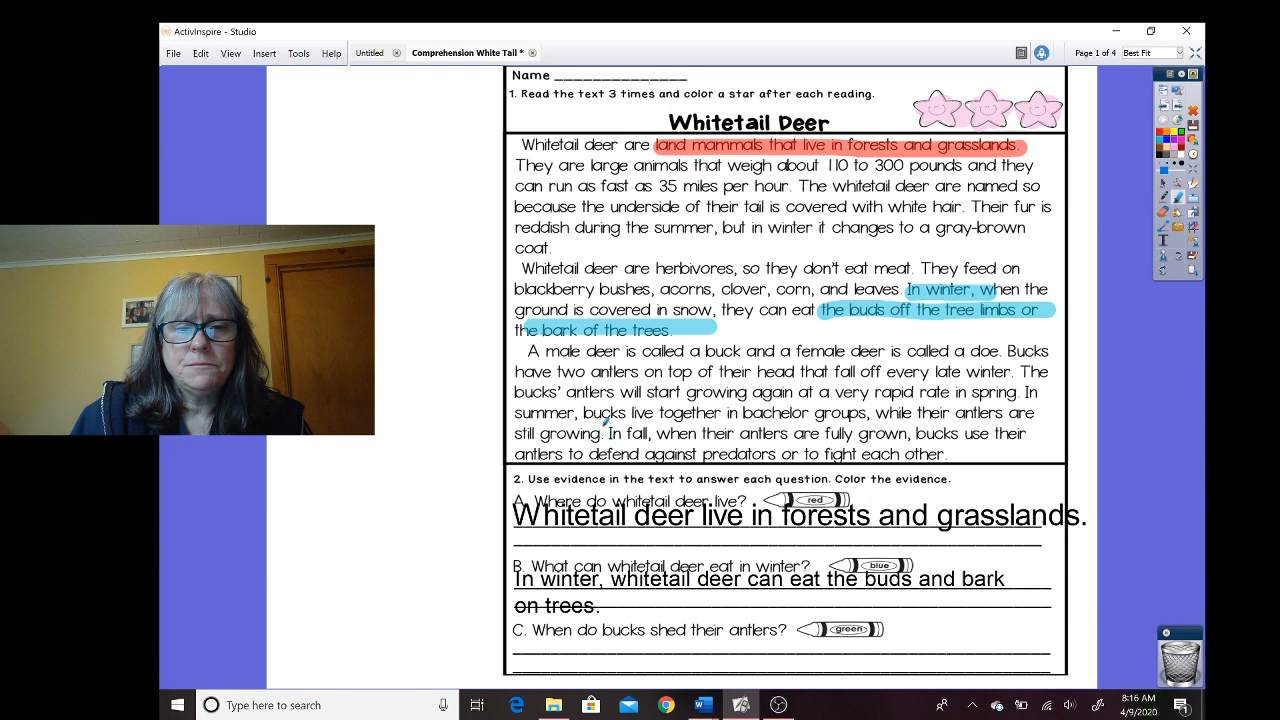 ActivInspire - Studio
File Edit View Insert Tools Help Untitled Comprehension White Tail * Page 1 of 4 Best Fit
Name ______________
1. Read the text 3 times and color a star after each reading.
Whitetail Deer
Whitetail deer are land mammals that live in forests and grasslands.
They are large animals that weigh about 110 to 300 pounds and they
can run as fast as 35 miles per hour. The whitetail deer are named so
because the underside of their tail is covered with white hair. Their fur is
reddish during the summer, but in winter it changes to a gray-brown
coat.
Whitetail deer are herbivores, so they don't eat meat. They feed on
blackberry bushes, acorns, clover, corn, and leaves. In winter, when the
ground is covered in snow, they can eat the buds off the tree limbs or
the bark of the trees.
A male deer is called a buck and a female deer is called a doe. Bucks
have two antlers on top of their head that fall off every late winter. The
bucks' antlers will start growing again at a very rapid rate in spring. In
summer, bucks live together in bachelor groups, while their antlers are
still growing. In fall, when their antlers are fully grown, bucks use their
antlers to defend against predators or to fight each other.
2. Use evidence in the text to answer each question. Color the evidence.
A. Where do whitetail deer live? red
Whitetail deer live in forests and grasslands.
B. What can whitetail deer eat in winter? blue
In winter, whitetail deer can eat the buds and bark
on trees.
C. When do bucks shed their antlers? green
Type here to search
8:16 AM
4/9/2020